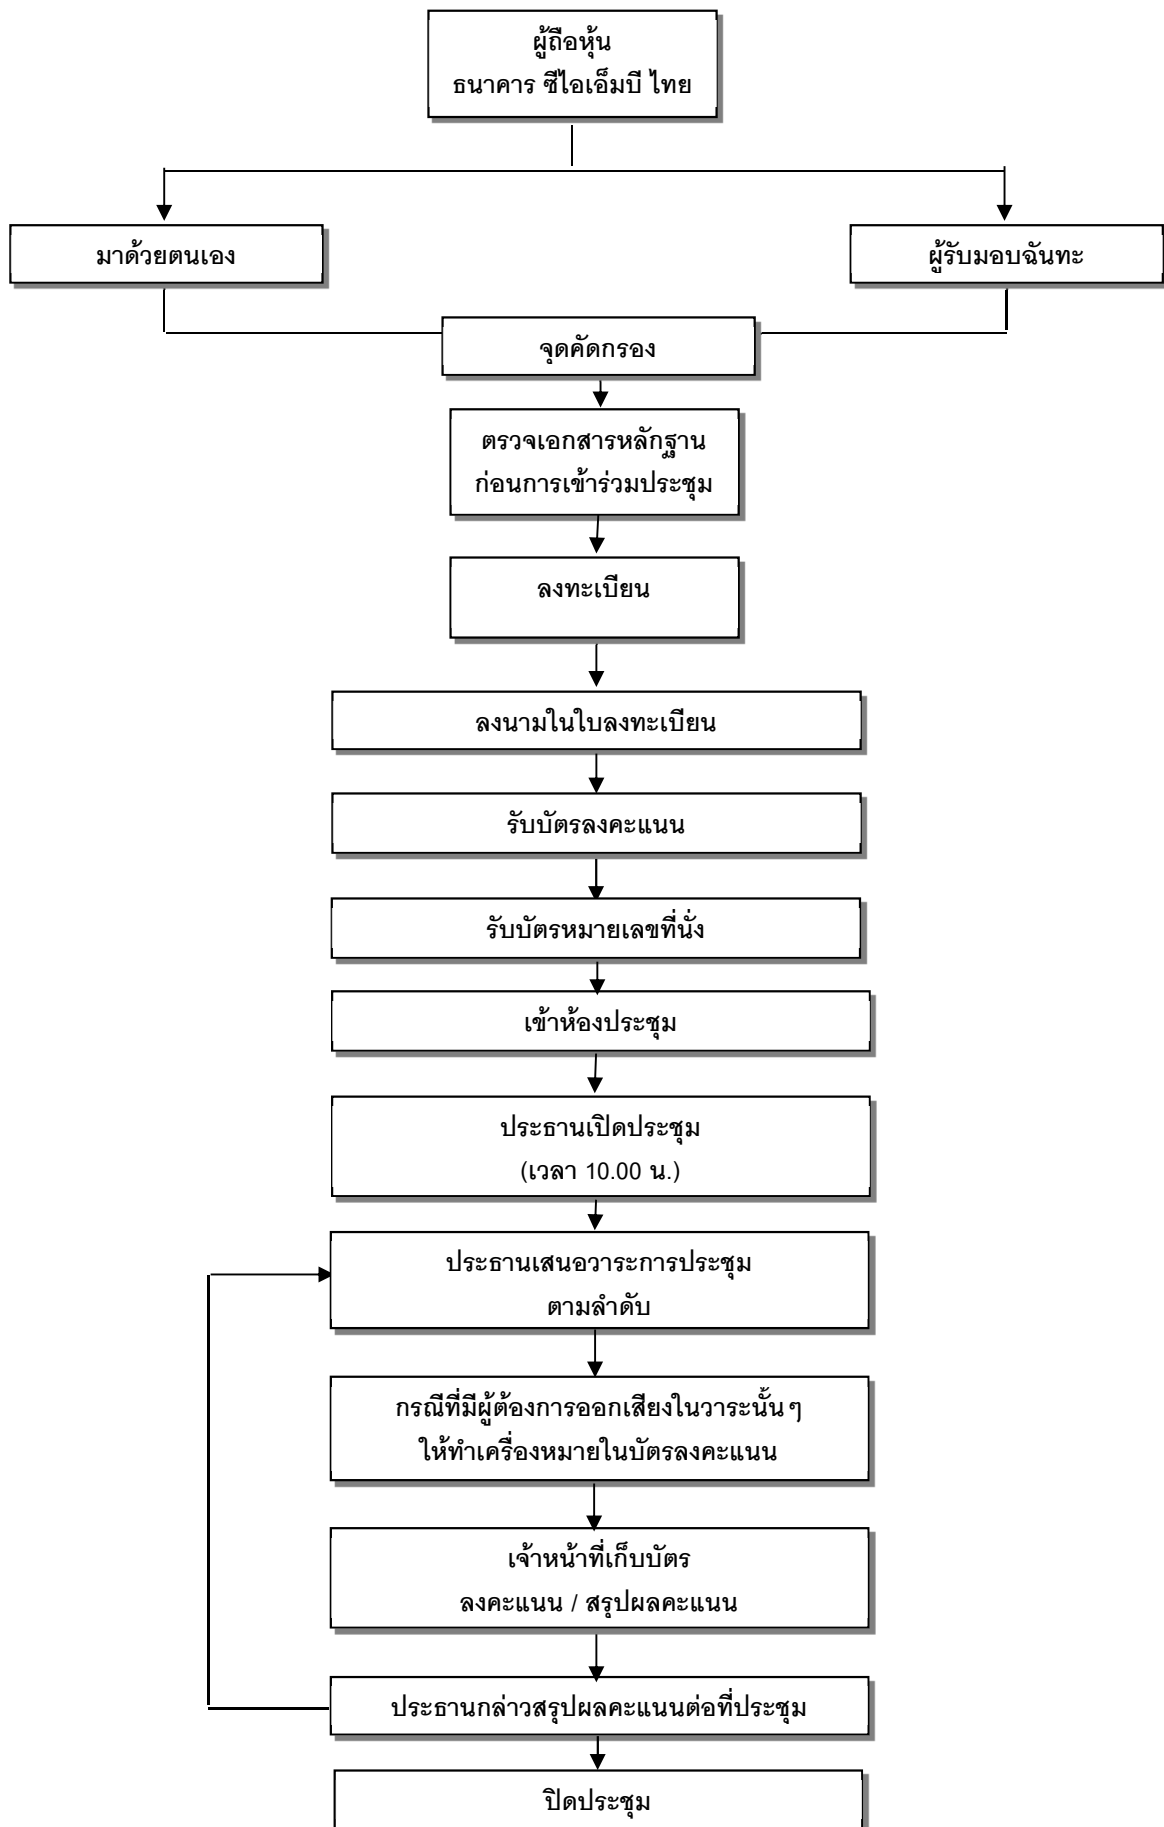 ผู้ถือหุ้น
ธนาคาร ซีไอเอ็มบี ไทย
มาด้วยตนเอง
ผู้รับมอบฉันทะ
จุดคัดกรอง
ตรวจเอกสารหลักฐาน
ก่อนการเข้าร่วมประชุม
ลงทะเบียน
ลงนามในใบลงทะเบียน
รับบัตรลงคะแนน
รับบัตรหมายเลขที่นั่ง
เข้าห้องประชุม
ประธานเปิดประชุม
(เวลา 10.00 น.)
ประธานเสนอวาระการประชุม
ตามลำดับ
กรณีที่มีผู้ต้องการออกเสียงในวาระนั้น ๆ
ให้ทำเครื่องหมายในบัตรลงคะแนน
เจ้าหน้าที่เก็บบัตร
ลงคะแนน / สรุปผลคะแนน
ประธานกล่าวสรุปผลคะแนนต่อที่ประชุม
ปิดประชุม